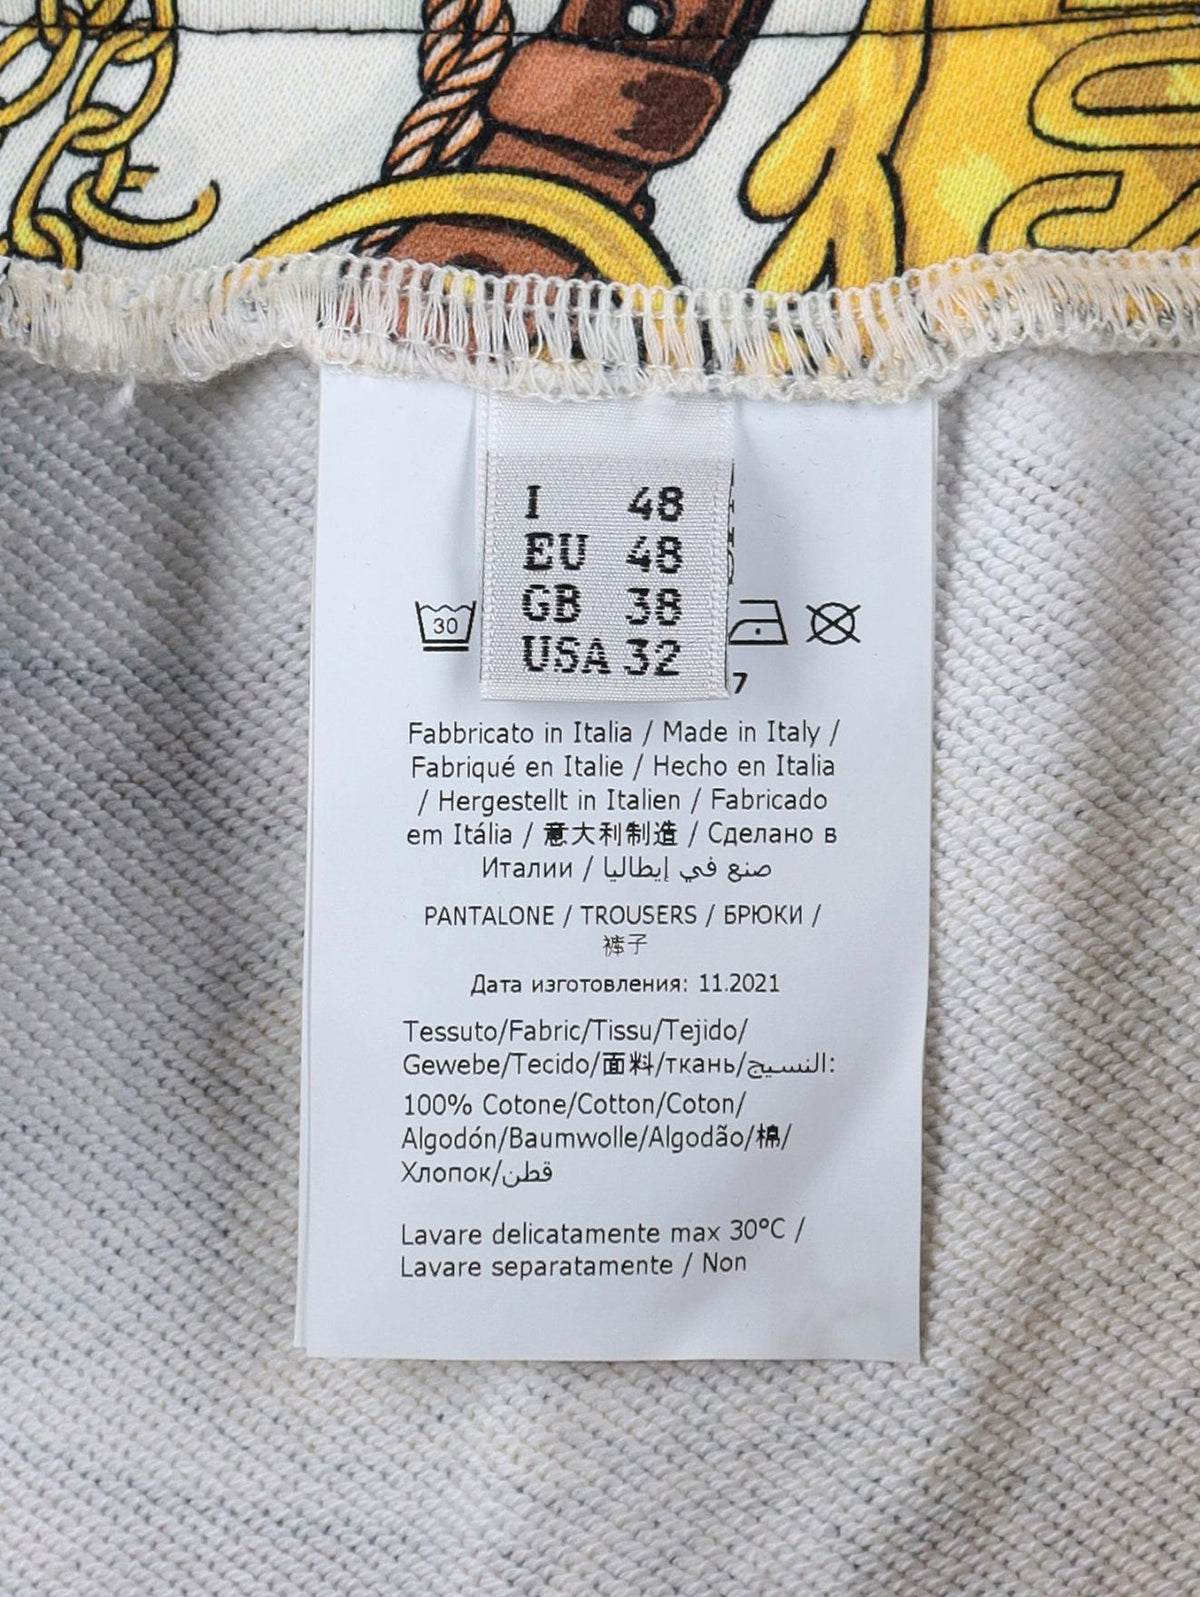 I 48
EU 48
GB 38
USA 32
30
7
Fabbricato in Italia / Made in Italy /
Fabriqué en Italie / Hecho en Italia
/ Hergestellt in Italien / Fabricado
em Itália / 意大利制造 / Сделано в
Италии / صنع في إيطاليا
PANTALONE / TROUSERS / БРЮКИ /
裤子
Дата изготовления: 11.2021
Tessuto/Fabric/Tissu/Tejido/
Gewebe/Tecido/面料/ткань/النسيج:
100% Cotone/Cotton/Coton/
Algodón/Baumwolle/Algodão/棉/
Хлопок/قطن
Lavare delicatamente max 30°C /
Lavare separatamente / Non